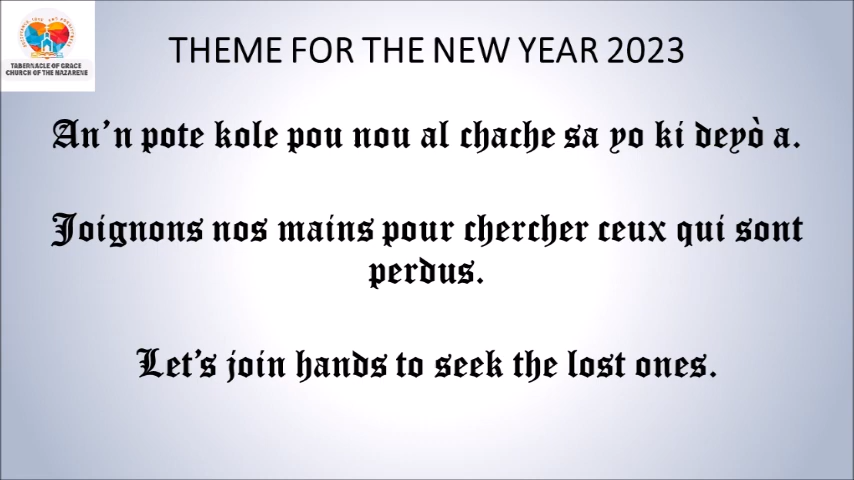 TABERNACLE OF GRACE
CHURCH OF THE NAZARENE
THEME FOR THE NEW YEAR 2023
An'n pote kole pou nou al chache sa yo ki deyò a.
Joignons nos mains pour chercher ceux qui sont
perdus.
Let's join hands to seek the lost ones.